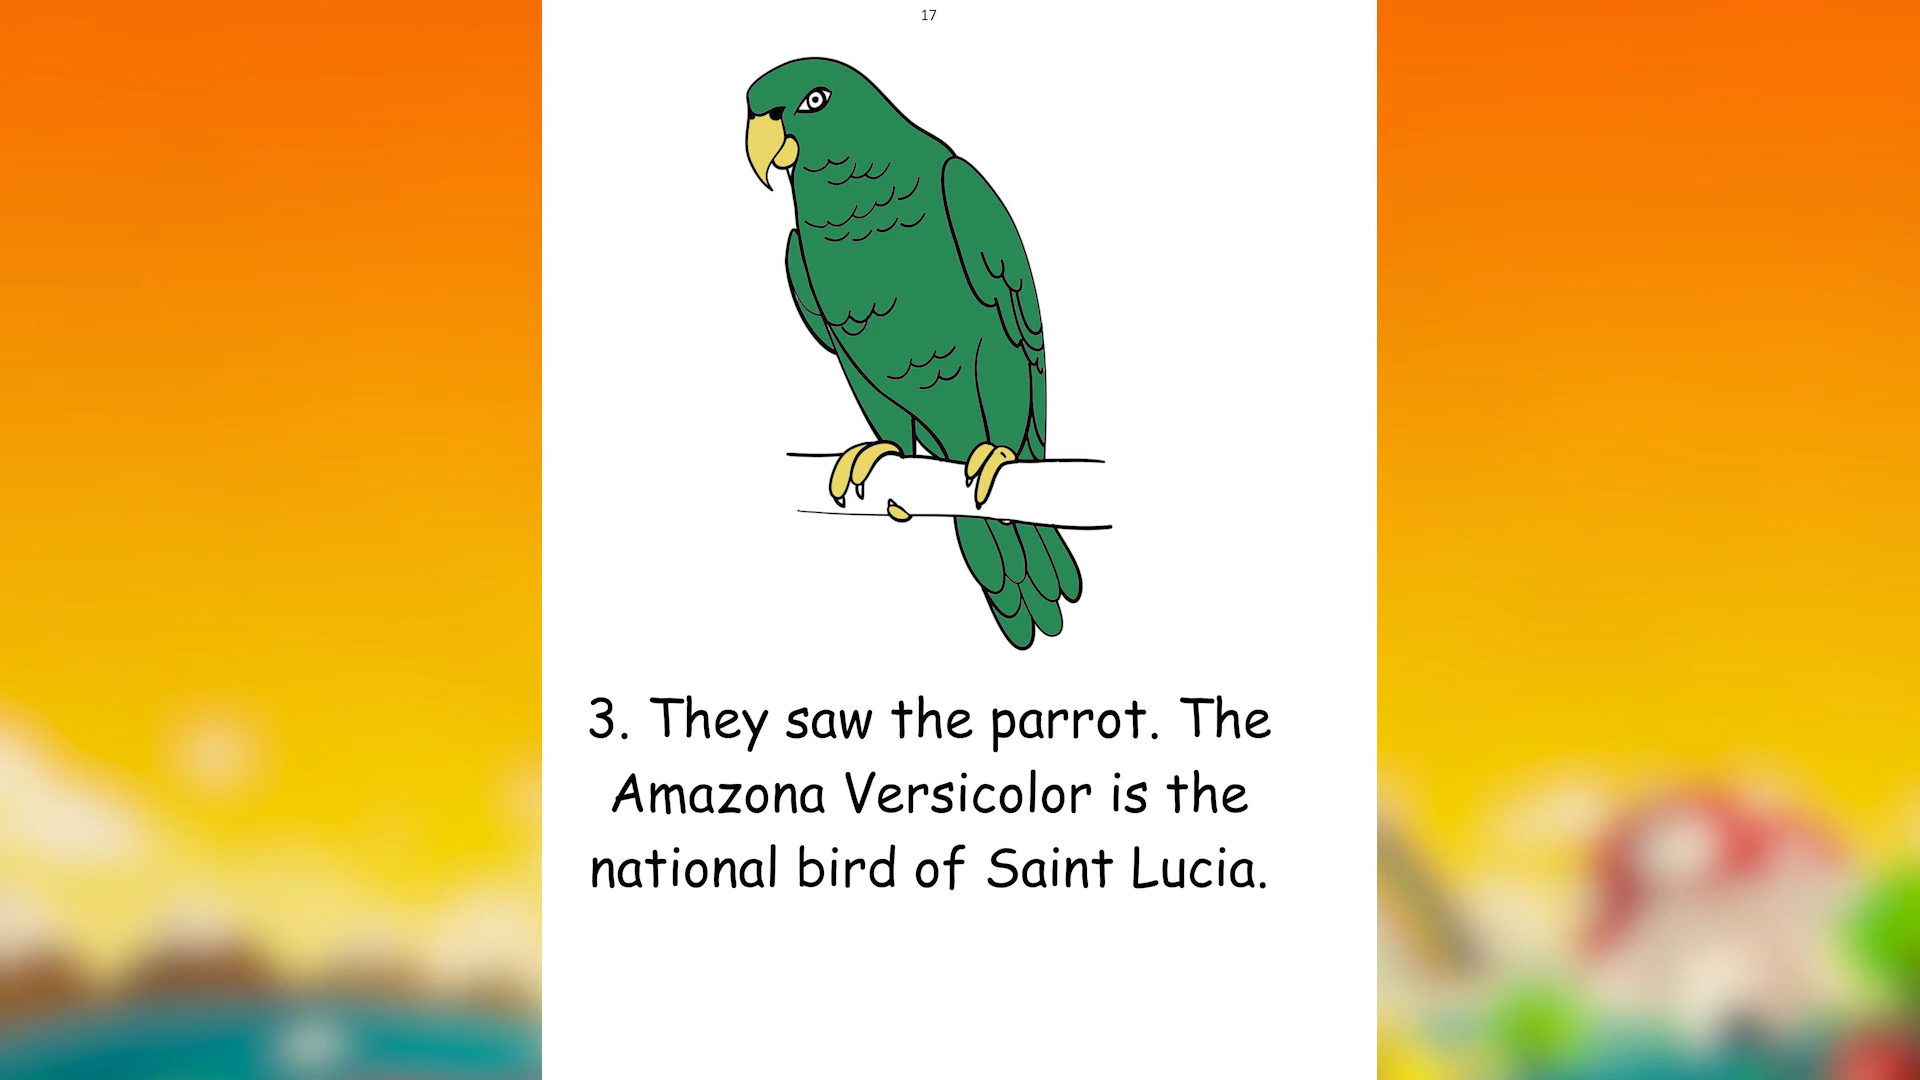 17
3. They saw the parrot. The
Amazona Versicolor is the
national bird of Saint Lucia.